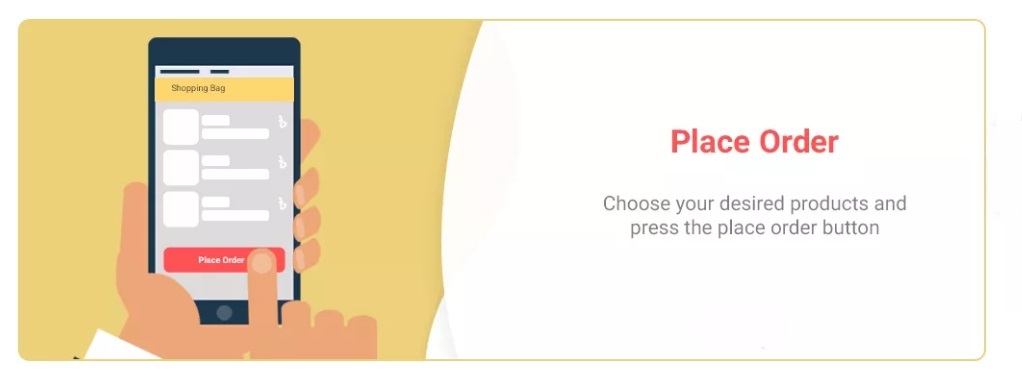 Shopping Bag
Place Order
Place Order
Choose your desired products and
press the place order button